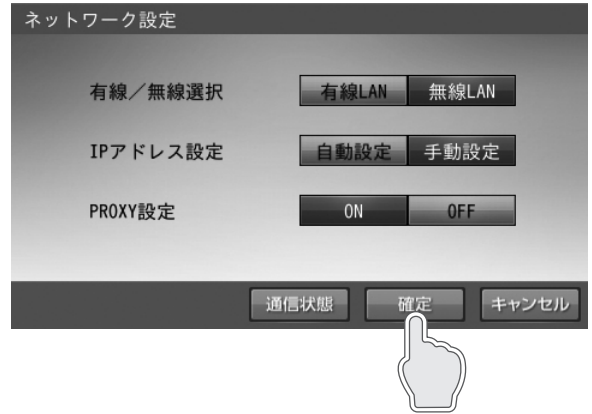 ネットワーク設定
有線／無線選択 有線LAN 無線LAN
IPアドレス設定 自動設定 手動設定
PROXY設定 ON OFF
通信状態 確定 キャンセル